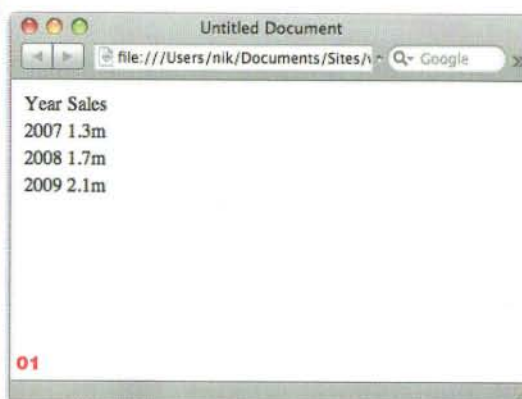 Untitled Document
file:///Users/nik/Documents/Sites/
Google
Year Sales
2007 1.3m
2008 1.7m
2009 2.1m
01